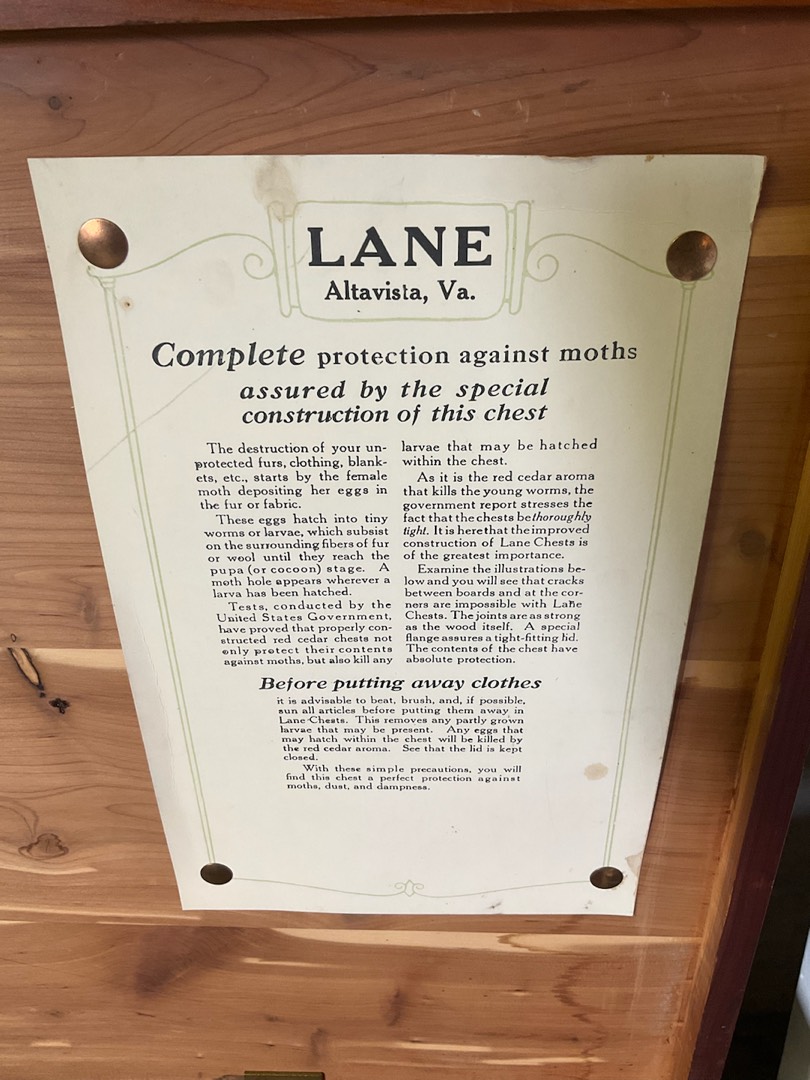 LANE
Altavista, Va.
Complete protection against moths
assured by the special
construction of this chest
The destruction of your un-
protected furs, clothing, blank-
ets, etc., starts by the female
moth depositing her eggs in
the fur or fabric.
These eggs hatch into tiny
worms or larvae, which subsist
on the surrounding fibers of fur
or wool until they reach the
pupa (or cocoon) stage. A
moth hole appears wherever a
larva has been hatched.
Tests, conducted by the
United States Government,
have proved that properly con-
structed red cedar chests not
only protect their contents
against moths, but also kill any
larvae that may be hatched
within the chest.
As it is the red cedar aroma
that kills the young worms, the
government report stresses the
fact that the chests be thoroughly
tight. It is here that the improved
construction of Lane Chests is
of the greatest importance.
Examine the illustrations be-
low and you will see that cracks
between boards and at the cor-
ners are impossible with Lane
Chests. The joints are as strong
as the wood itself. A special
flange assures a tight-fitting lid.
The contents of the chest have
absolute protection.
Before putting away clothes
it is advisable to beat, brush, and, if possible,
sun all articles before putting them away in
Lane Chests. This removes any partly grown
larvae that may be present. Any eggs that
may hatch within the chest will be killed by
the red cedar aroma. See that the lid is kept
closed.
With these simple precautions, you will
find this chest a perfect protection against
moths, dust, and dampness.